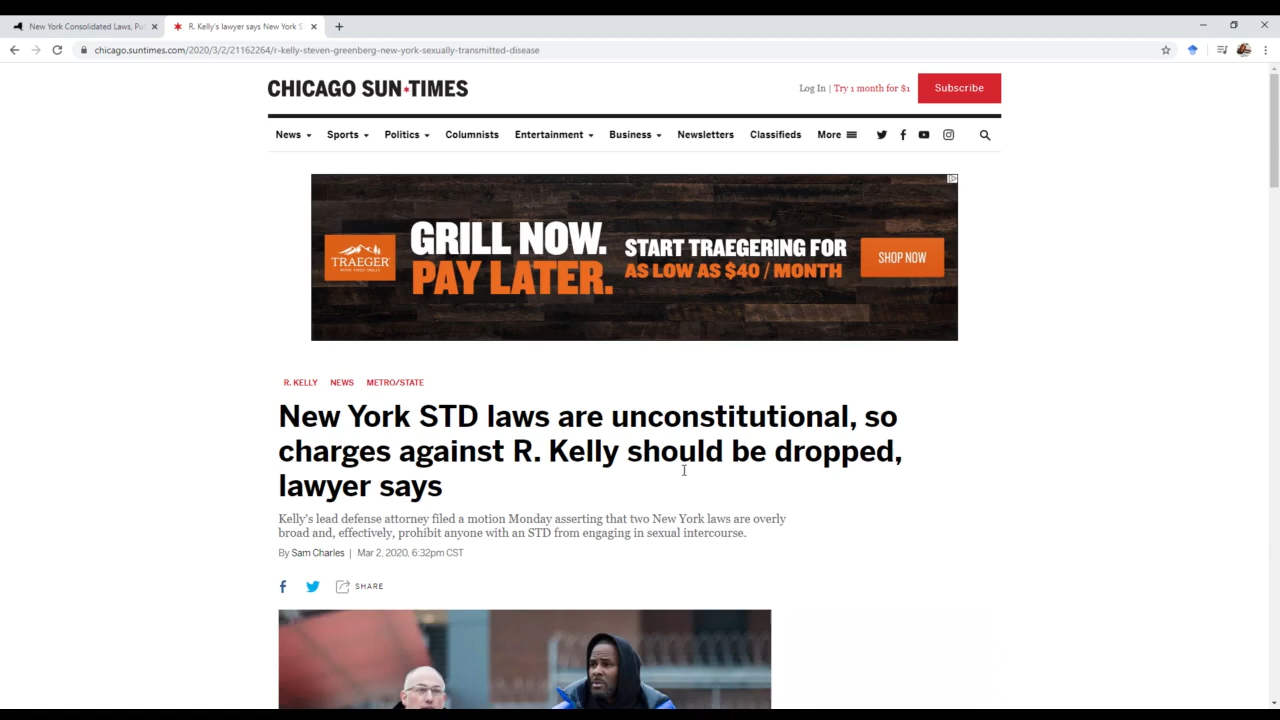 New York Consolidated Laws, Pu
R. Kelly's lawyer says New York S
chicago.suntimes.com/2020/3/2/21162264/r-kelly-steven-greenberg-new-york-sexually-transmitted-disease
CHICAGO SUN★TIMES
Log In | Try 1 month for $1
Subscribe
News Sports Politics Columnists Entertainment Business Newsletters Classifieds More
TRAEGER
GRILL NOW.
PAY LATER.
START TRAEGERING FOR
AS LOW AS $40 / MONTH
SHOP NOW
R. KELLY NEWS METRO/STATE
New York STD laws are unconstitutional, so
charges against R. Kelly should be dropped,
lawyer says
Kelly's lead defense attorney filed a motion Monday asserting that two New York laws are overly
broad and, effectively, prohibit anyone with an STD from engaging in sexual intercourse.
By Sam Charles | Mar 2, 2020, 6:32pm CST
SHARE